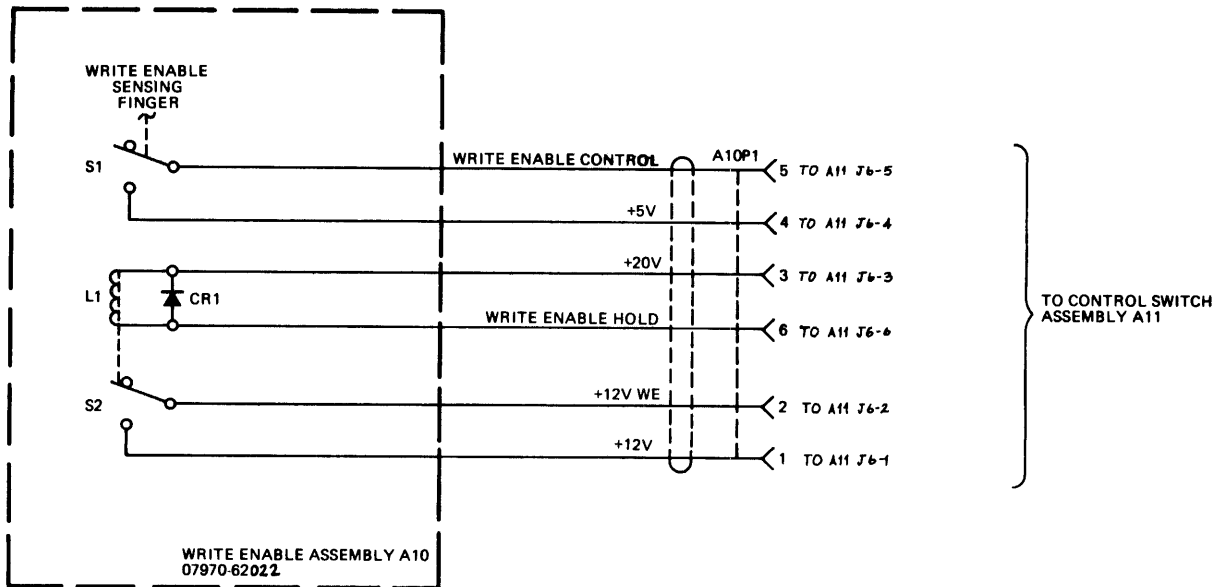 WRITE ENABLE
SENSING
FINGER
S1
WRITE ENABLE CONTROL
A10P1
5 TO A11 J6-5
+5V
4 TO A11 J6-4
+20V
3 TO A11 J6-3
L1
CR1
WRITE ENABLE HOLD
6 TO A11 J6-6
TO CONTROL SWITCH
ASSEMBLY A11
S2
+12V WE
2 TO A11 J6-2
+12V
1 TO A11 J6-1
WRITE ENABLE ASSEMBLY A10
07970-62022